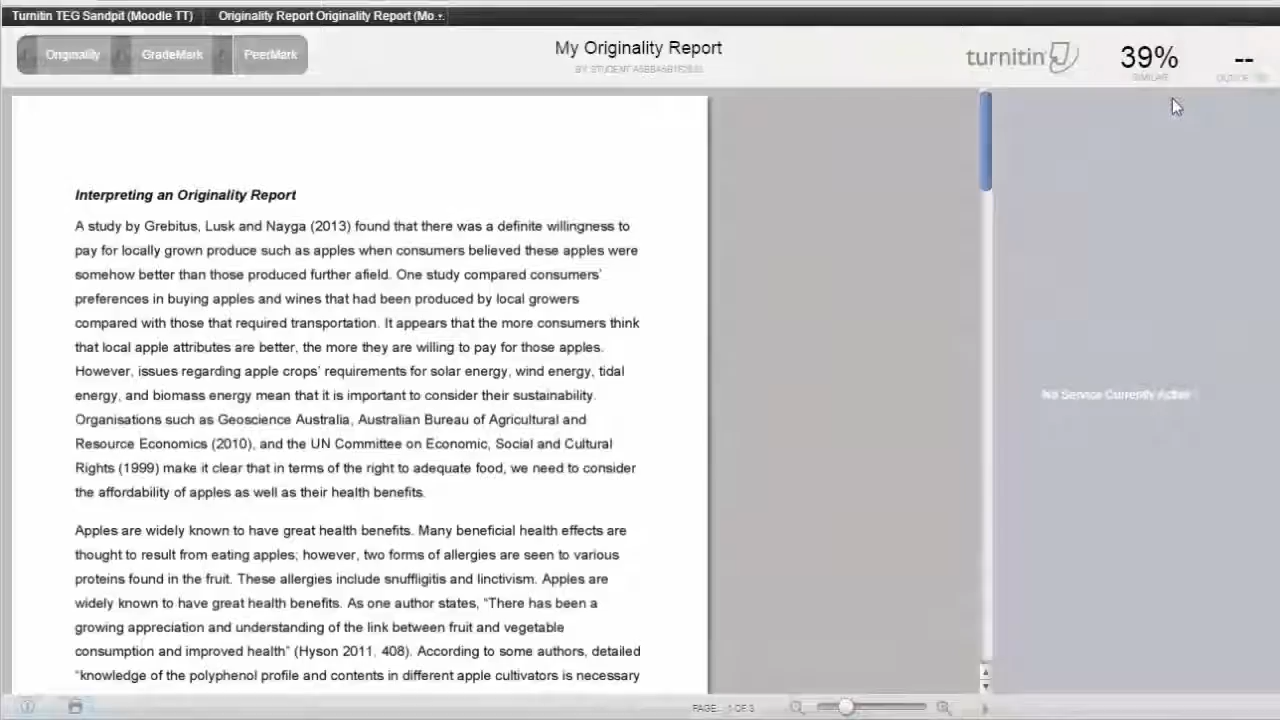 Turnitin TEG Sandpit (Moodle TT) Originality Report Originality Report (Mo...
Originality GradeMark PeerMark
My Originality Report
turnitin
39%
--
SIMILAR
Interpreting an Originality Report
A study by Grebitus, Lusk and Nayga (2013) found that there was a definite willingness to
pay for locally grown produce such as apples when consumers believed these apples were
somehow better than those produced further afield. One study compared consumers'
preferences in buying apples and wines that had been produced by local growers
compared with those that required transportation. It appears that the more consumers think
that local apple attributes are better, the more they are willing to pay for those apples.
However, issues regarding apple crops' requirements for solar energy, wind energy, tidal
energy, and biomass energy mean that it is important to consider their sustainability.
Organisations such as Geoscience Australia, Australian Bureau of Agricultural and
Resource Economics (2010), and the UN Committee on Economic, Social and Cultural
Rights (1999) make it clear that in terms of the right to adequate food, we need to consider
the affordability of apples as well as their health benefits.
Apples are widely known to have great health benefits. Many beneficial health effects are
thought to result from eating apples; however, two forms of allergies are seen to various
proteins found in the fruit. These allergies include snuffligitis and linctivism. Apples are
widely known to have great health benefits. As one author states, “There has been a
growing appreciation and understanding of the link between fruit and vegetable
consumption and improved health” (Hyson 2011, 408). According to some authors, detailed
“knowledge of the polyphenol profile and contents in different apple cultivators is necessary
No Service Currently Active
PAGE: 1 OF 3